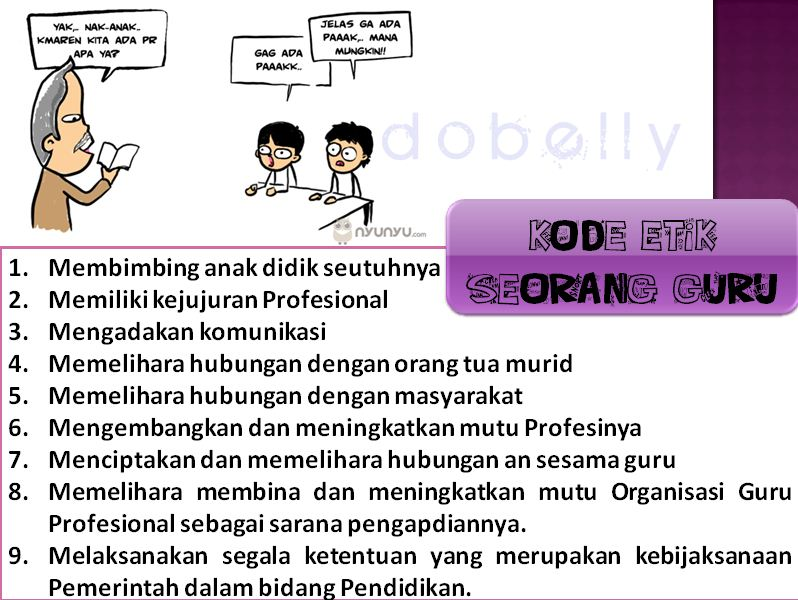 YAK,.. NAK-ANAK..
KMAREN KITA ADA PR
APA YA?
GAG ADA
PAAAKK..
JELAS GA ADA
PAAAK,.. MANA
MUNGKIN!!
dobelly
nyunyu.com
KODE ETIK
SEORANG GURU
1. Membimbing anak didik seutuhnya
2. Memiliki kejujuran Profesional
3. Mengadakan komunikasi
4. Memelihara hubungan dengan orang tua murid
5. Memelihara hubungan dengan masyarakat
6. Mengembangkan dan meningkatkan mutu Profesinya
7. Menciptakan dan memelihara hubungan an sesama guru
8. Memelihara membina dan meningkatkan mutu Organisasi Guru
Profesional sebagai sarana pengapdiannya.
9. Melaksanakan segala ketentuan yang merupakan kebijaksanaan
Pemerintah dalam bidang Pendidikan.